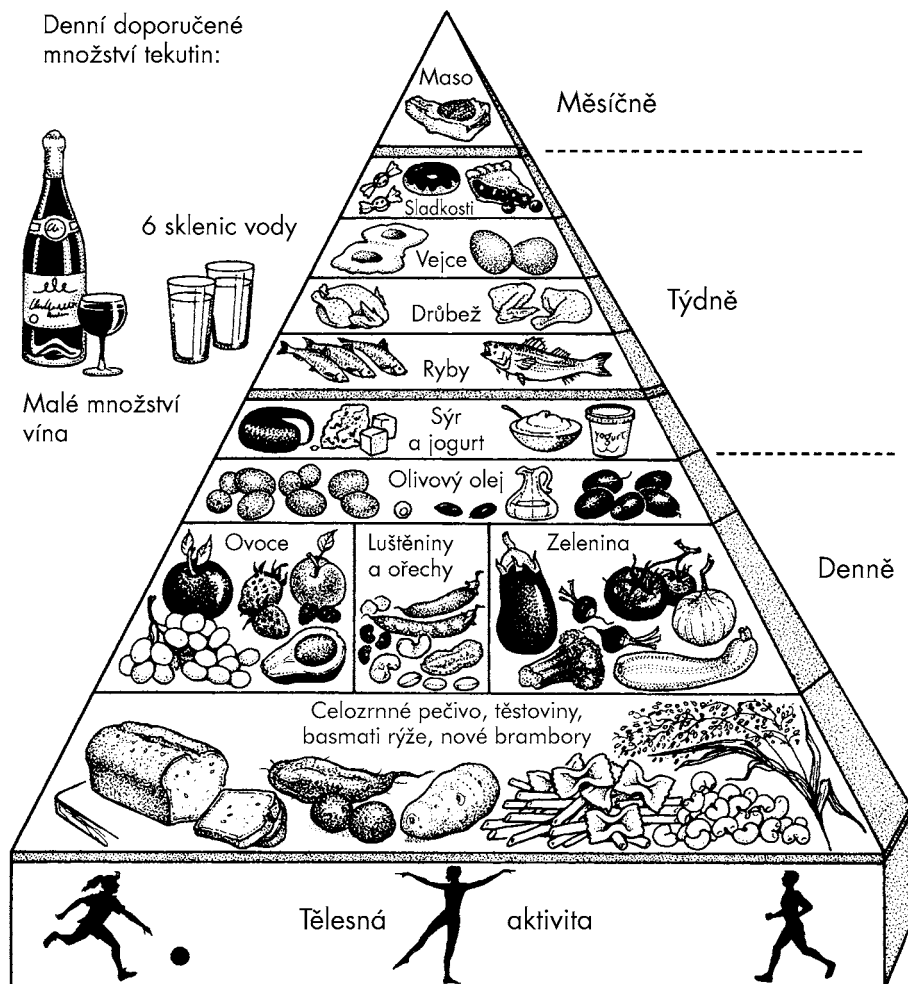 Denní doporučené
množství tekutin:
6 sklenic vody
Malé množství
vína
Maso
Sladkosti
Vejce
Drůbež
Ryby
Sýr
a jogurt
yogurt
Olivový olej
Ovoce
Luštěniny
a ořechy
Zelenina
Celozrnné pečivo, těstoviny,
basmati rýže, nové brambory
Tělesná aktivita
Měsíčně
Týdně
Denně